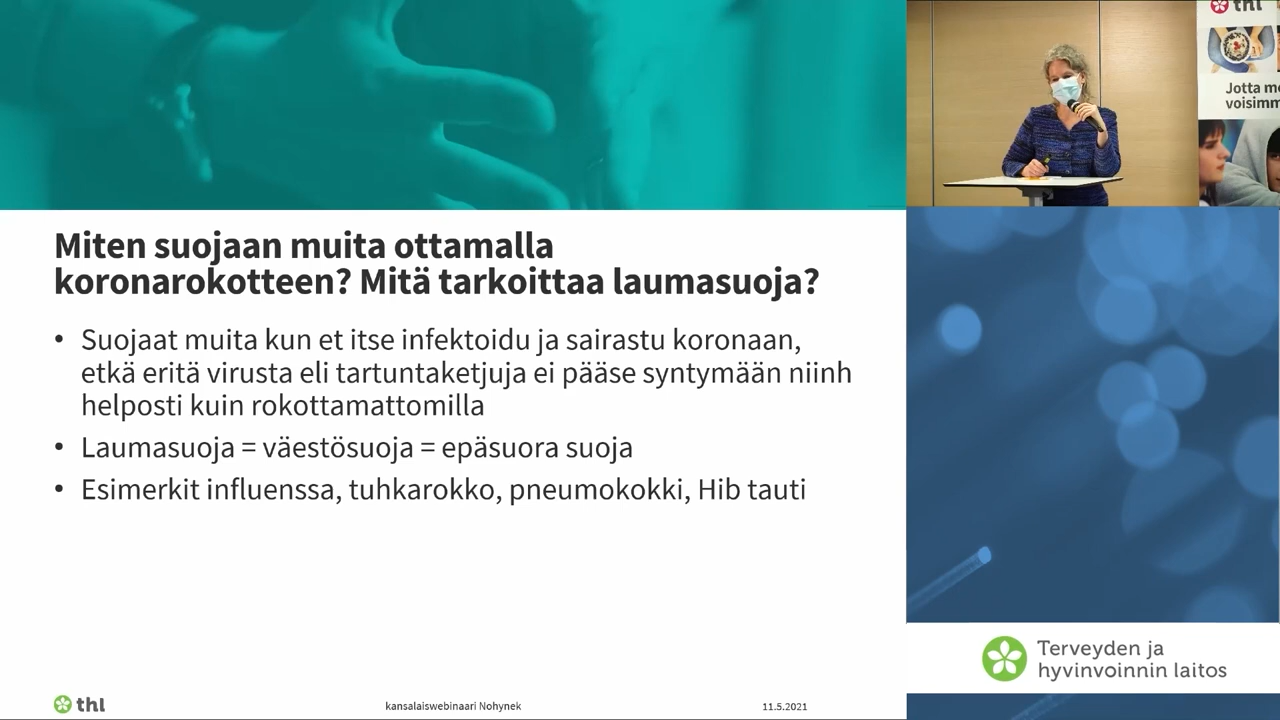 Miten suojaan muita ottamalla
koronarokotteen? Mitä tarkoittaa laumasuoja?
• Suojaat muita kun et itse infektoidu ja sairastu koronaan,
etkä eritä virusta eli tartuntaketjuja ei pääse syntymään niinh
helposti kuin rokottamattomilla
• Laumasuoja = väestösuoja = epäsuora suoja
• Esimerkit influenssa, tuhkarokko, pneumokokki, Hib tauti
thl
kansalaiswebinaari Nohynek
11.5.2021
thl
Jotta
voisimm
Terveyden ja
hyvinvoinnin laitos